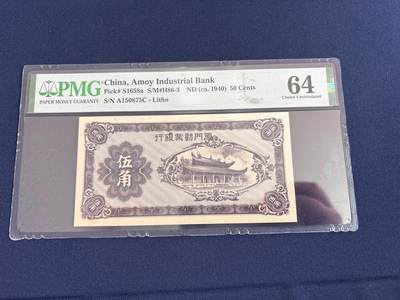 PMG
PAPER MONEY GUARANTY
China, Amoy Industrial Bank
Pick# S1658a S/M#H86-3 ND (ca. 1940) 50 Cents
S/N A150875C - Litho
64
Choice Uncirculated
行銀業勸門厦
伍角